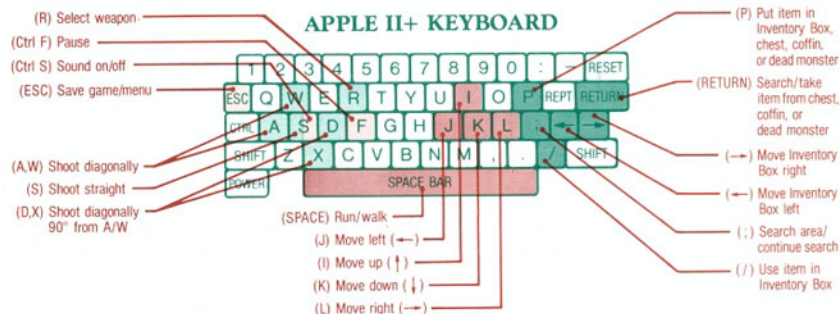 APPLE II+ KEYBOARD
(R) Select weapon
(Ctrl F) Pause
(Ctrl S) Sound on/off
(ESC) Save game/menu
(A,W) Shoot diagonally
(S) Shoot straight
(D,X) Shoot diagonally
90° from A/W
1 2 3 4 5 6 7 8 9 0 : - RESET
ESC Q W E R T Y U I O P REPT RETURN
CTRL A S D F G H J K L ; ← →
SHIFT Z X C V B N M , . / SHIFT
POWER SPACE BAR
(SPACE) Run/walk
(J) Move left (←)
(I) Move up (↑)
(K) Move down (↓)
(L) Move right (→)
(P) Put item in
Inventory Box,
chest, coffin,
or dead monster
(RETURN) Search/take
item from chest,
coffin, or
dead monster
(→) Move Inventory
Box right
(←) Move Inventory
Box left
(;) Search area/
continue search
(/) Use item in
Inventory Box